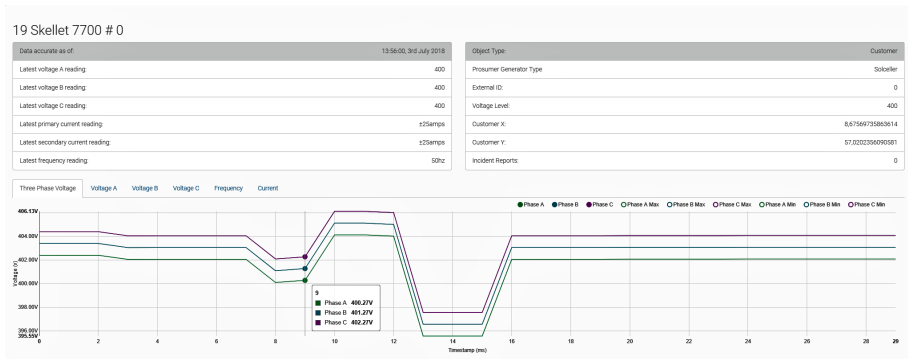 19 Skellet 7700 # 0
Data accurate as of: 13:56:00, 3rd July 2018
Latest voltage A reading: 400
Latest voltage B reading: 400
Latest voltage C reading: 400
Latest primary current reading: ±25amps
Latest secondary current reading: ±25amps
Latest frequency reading: 50hz
Object Type: Customer
Prosumer Generator Type Solceller
External ID: 0
Voltage Level: 400
Customer X: 8,67569735863614
Customer Y: 57,0202356090581
Incident Reports: 0
Three Phase Voltage Voltage A Voltage B Voltage C Frequency Current
Phase A Phase B Phase C Phase A Max Phase B Max Phase C Max Phase A Min Phase B Min Phase C Min
406.13V
404.00V
402.00V
400.00V
398.00V
396.00V
395.55V
Voltage (v)
9
Phase A 400.27V
Phase B 401.27V
Phase C 402.27V
0 2 4 6 8 10 12 14 16 18 20 22 24 26 28 29
Timestamp (ms)